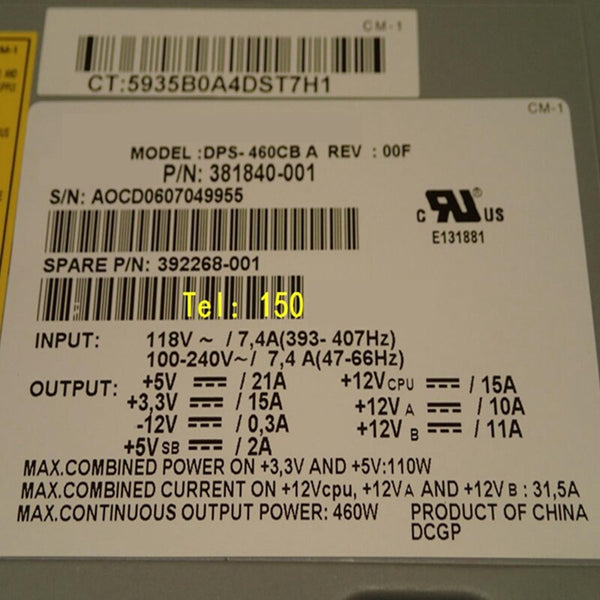 CM-1
CT:5935B0A4DST7H1
CM-1
MODEL :DPS- 460CB A REV : 00F
P/N: 381840-001
S/N: AOCD0607049955
C US
E131881
SPARE P/N: 392268-001
Tel: 150
INPUT: 118V ~ / 7,4A(393- 407Hz)
100-240V~/ 7,4 A(47-66Hz)
OUTPUT: +5V / 21A +12VCPU / 15A
+3,3V / 15A +12V A / 10A
-12V / 0,3A +12V B / 11A
+5V SB / 2A
MAX.COMBINED POWER ON +3,3V AND +5V:110W
MAX.COMBINED CURRENT ON +12Vcpu, +12V A AND +12V B : 31,5A
MAX.CONTINUOUS OUTPUT POWER: 460W PRODUCT OF CHINA
DCGP